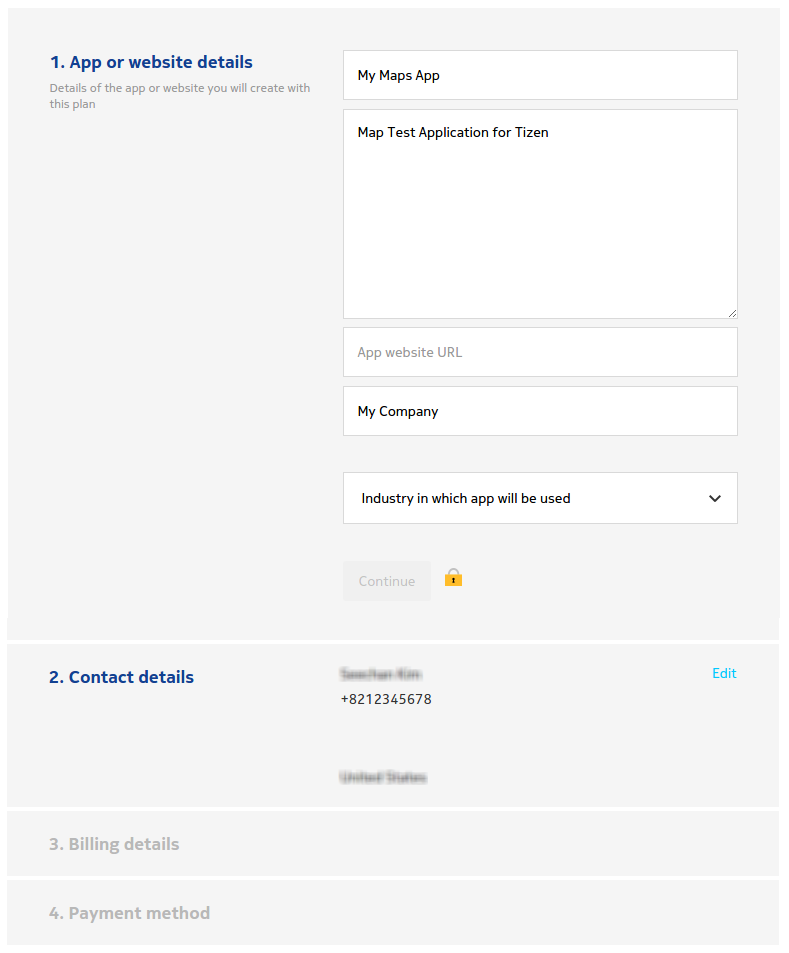 1. App or website details
Details of the app or website you will create with
this plan
My Maps App
Map Test Application for Tizen
App website URL
My Company
Industry in which app will be used
Continue
2. Contact details
Edit
+8212345678
3. Billing details
4. Payment method